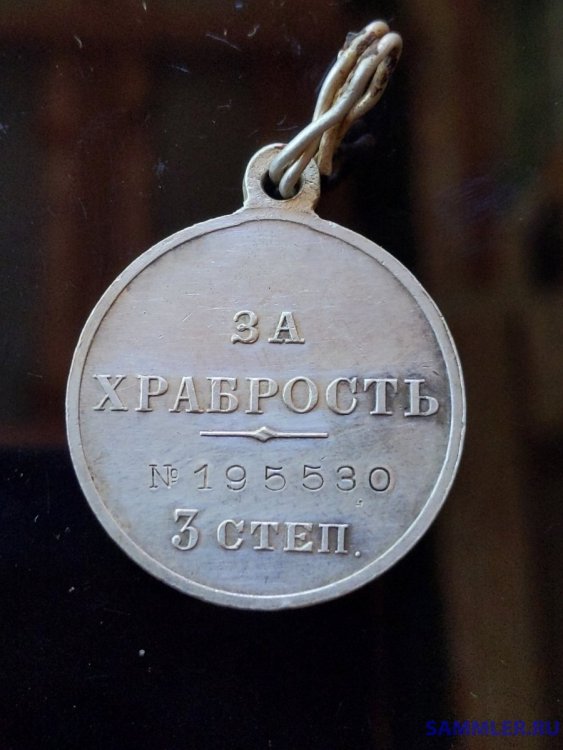 ЗА
ХРАБРОСТЬ
№ 195530
3 СТЕП.
SAMMLER.RU